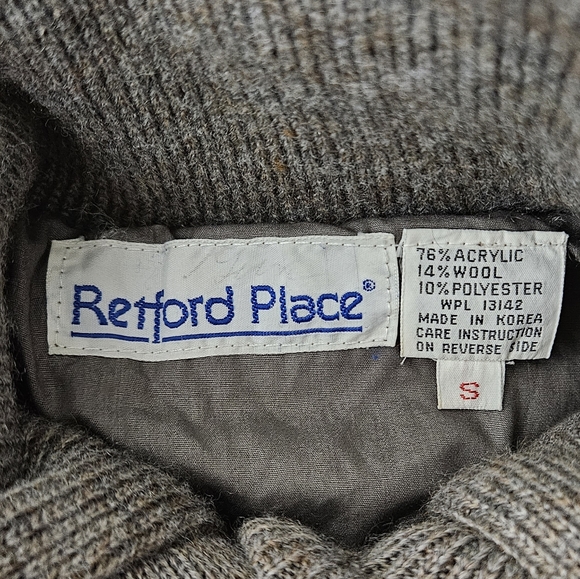 Retford Place®
76% ACRYLIC
14% WOOL
10% POLYESTER
WPL 13142
MADE IN KOREA
CARE INSTRUCTION
ON REVERSE SIDE
S